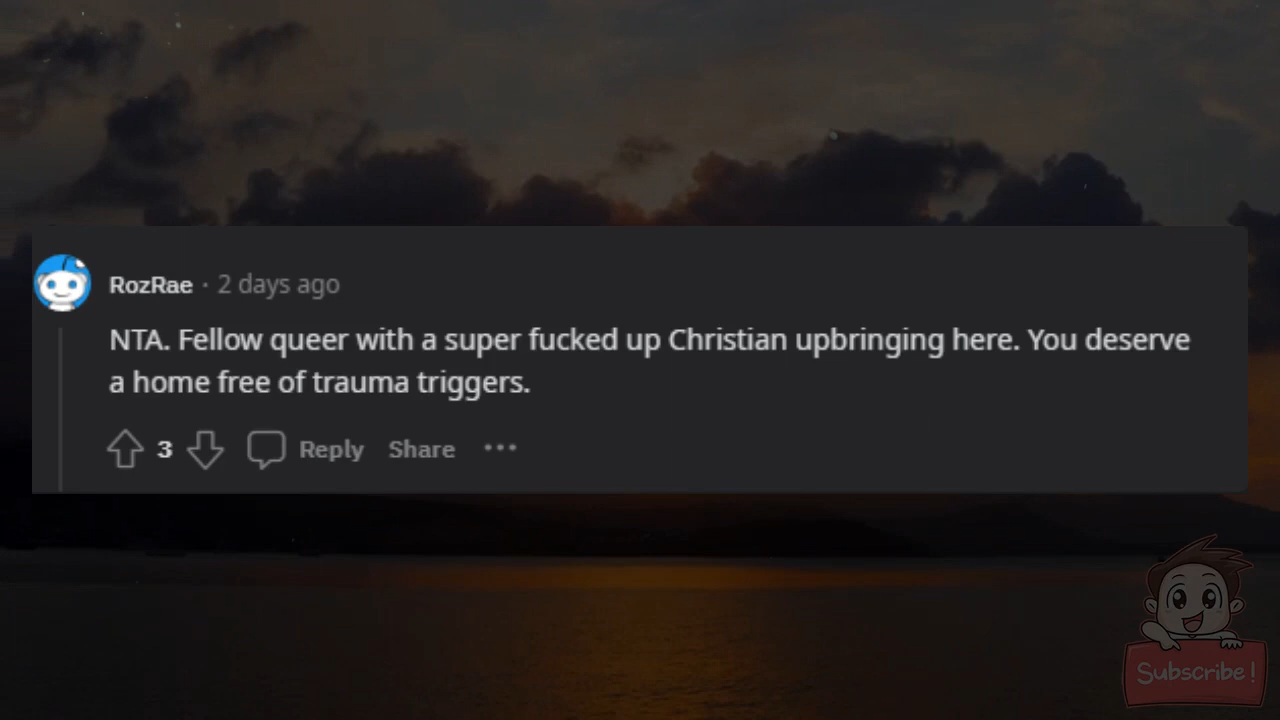 RozRae · 2 days ago
NTA. Fellow queer with a super fucked up Christian upbringing here. You deserve
a home free of trauma triggers.
3 Reply Share ···
Subscribe!